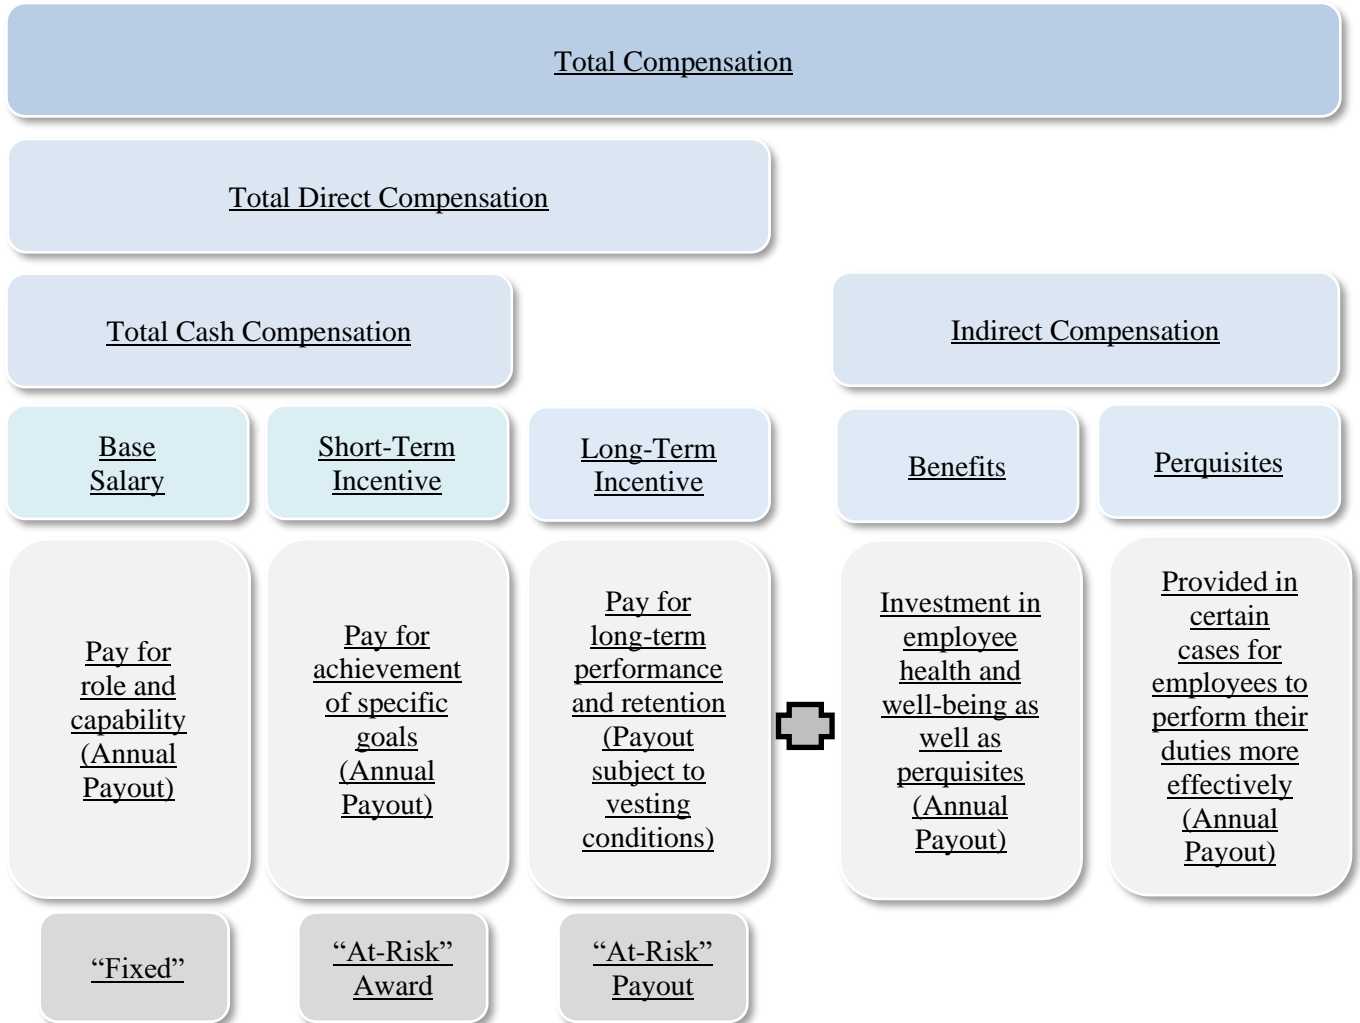 Total Compensation
Total Direct Compensation
Total Cash Compensation
Indirect Compensation
Base
Salary
Short-Term
Incentive
Long-Term
Incentive
Benefits
Perquisites
Pay for
role and
capability
(Annual
Payout)
Pay for
achievement
of specific
goals
(Annual
Payout)
Pay for
long-term
performance
and retention
(Payout
subject to
vesting
conditions)
Investment in
employee
health and
well-being as
well as
perquisites
(Annual
Payout)
Provided in
certain
cases for
employees to
perform their
duties more
effectively
(Annual
Payout)
“Fixed”
“At-Risk”
Award
“At-Risk”
Payout